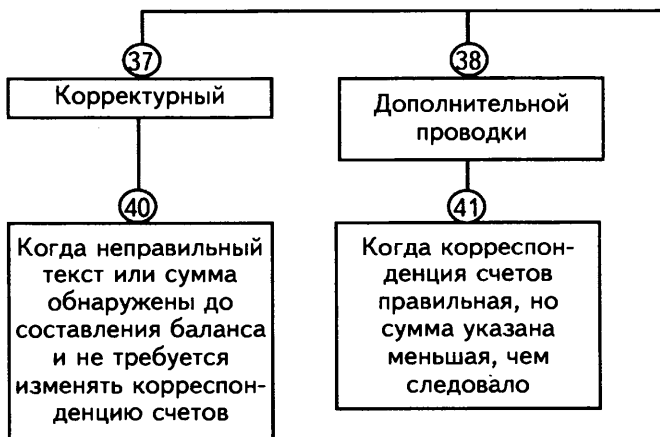 37
Корректурный
40
Когда неправильный
текст или сумма
обнаружены до
составления баланса
и не требуется
изменять корреспон-
денцию счетов
38
Дополнительной
проводки
41
Когда корреспон-
денция счетов
правильная, но
сумма указана
меньшая, чем
следовало